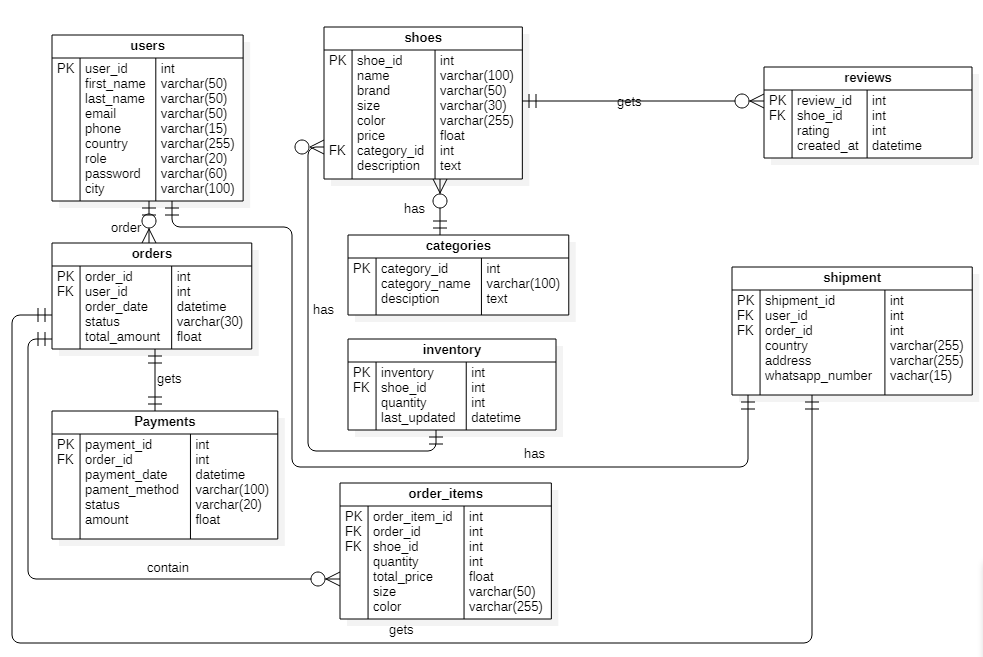 users
PK user_id int
first_name varchar(50)
last_name varchar(50)
email varchar(50)
phone varchar(15)
country varchar(255)
role varchar(20)
password varchar(60)
city varchar(100)
shoes
PK shoe_id int
name varchar(100)
brand varchar(50)
size varchar(30)
color varchar(255)
price float
FK category_id int
description text
gets
reviews
PK review_id int
FK shoe_id int
rating int
created_at datetime
order
has
orders
PK order_id int
FK user_id int
order_date datetime
status varchar(30)
total_amount float
categories
PK category_id int
category_name varchar(100)
desciption text
has
shipment
PK shipment_id int
FK user_id int
FK order_id int
country varchar(255)
address varchar(255)
whatsapp_number vachar(15)
gets
inventory
PK inventory int
FK shoe_id int
quantity int
last_updated datetime
Payments
PK payment_id int
FK order_id int
payment_date datetime
pament_method varchar(100)
status varchar(20)
amount float
has
order_items
PK order_item_id int
FK order_id int
FK shoe_id int
quantity int
total_price float
size varchar(50)
color varchar(255)
contain
gets